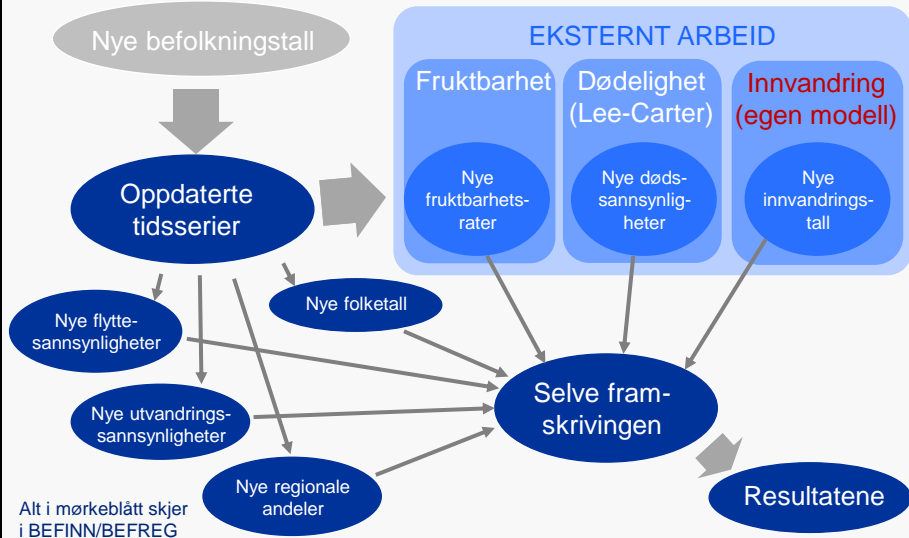 Nye befolkningstall
EKSTERNT ARBEID
Fruktbarhet
Dødelighet
(Lee-Carter)
Innvandring
(egen modell)
Nye
fruktbarhets-
rater
Nye døds-
sannsynlig-
heter
Nye
innvandrings-
tall
Oppdaterte
tidsserier
Nye folketall
Nye flytte-
sannsynligheter
Nye utvandrings-
sannsynligheter
Nye regionale
andeler
Selve fram-
skrivingen
Resultatene
Alt i mørkeblått skjer
i BEFINN/BEFREG